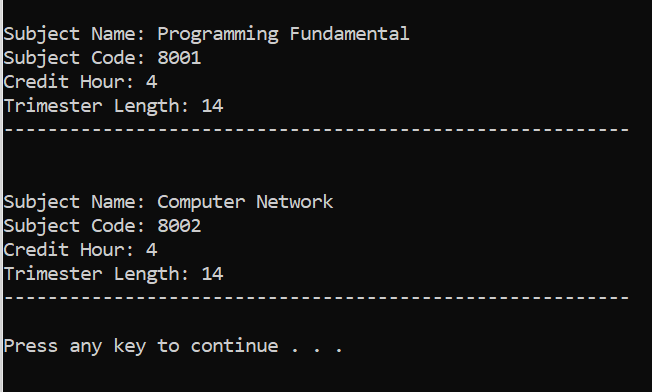 Subject Name: Programming Fundamental
Subject Code: 8001
Credit Hour: 4
Trimester Length: 14
---------------------------------------------------------
Subject Name: Computer Network
Subject Code: 8002
Credit Hour: 4
Trimester Length: 14
---------------------------------------------------------
Press any key to continue . . .